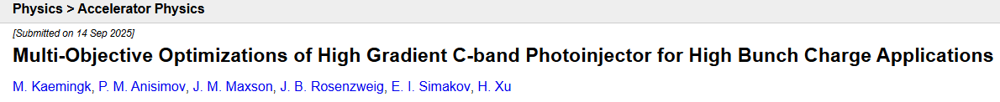 Physics > Accelerator Physics
[Submitted on 14 Sep 2025]
Multi-Objective Optimizations of High Gradient C-band Photoinjector for High Bunch Charge Applications
M. Kaemingk, P. M. Anisimov, J. M. Maxson, J. B. Rosenzweig, E. I. Simakov, H. Xu